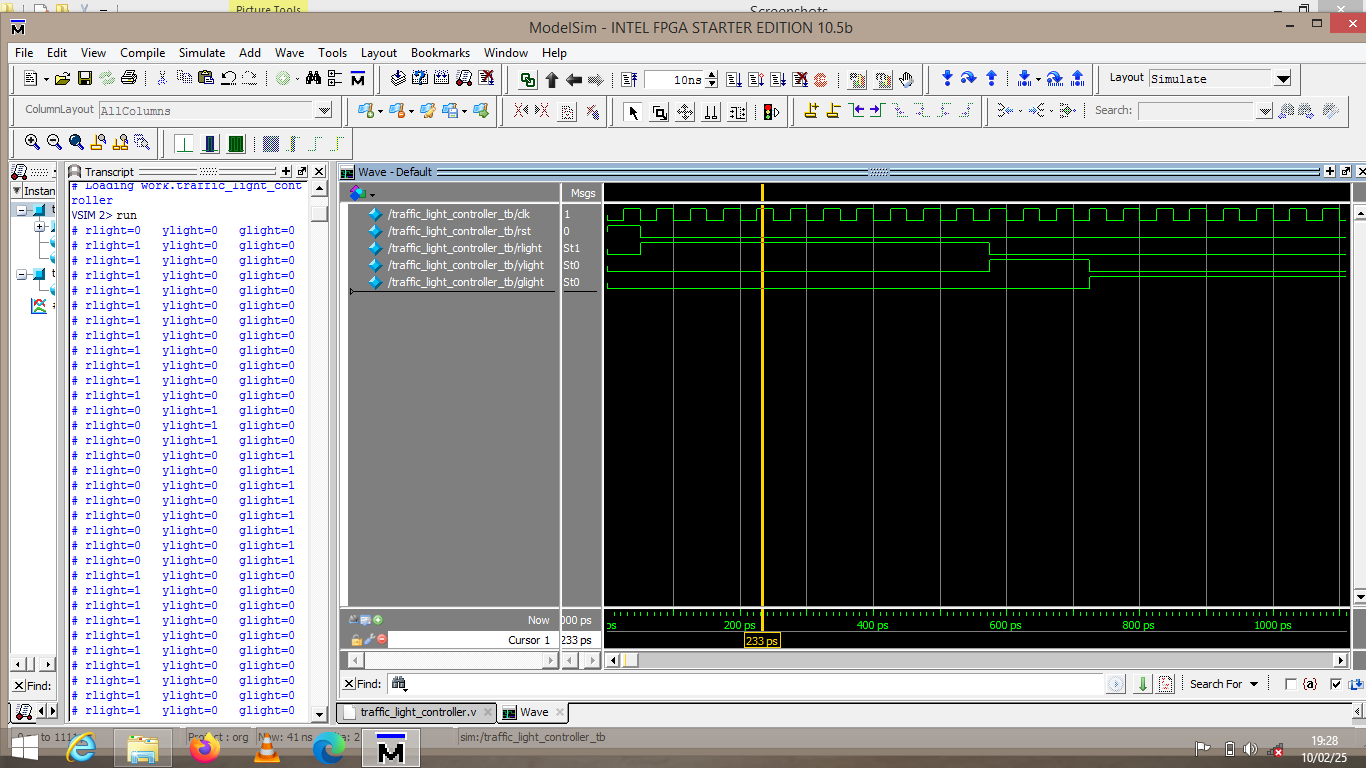 Picture Tools
Screenshots
ModelSim - INTEL FPGA STARTER EDITION 10.5b
File Edit View Compile Simulate Add Wave Tools Layout Bookmarks Window Help
10ns
Layout Simulate
ColumnLayout AllColumns
Search:
Instan
Transcript
Wave - Default
Msgs
# Loading work.traffic_light_cont
roller
VSIM 2> run
# rlight=0 ylight=0 glight=0
# rlight=1 ylight=0 glight=0
# rlight=1 ylight=0 glight=0
# rlight=1 ylight=0 glight=0
# rlight=1 ylight=0 glight=0
# rlight=1 ylight=0 glight=0
# rlight=1 ylight=0 glight=0
# rlight=1 ylight=0 glight=0
# rlight=1 ylight=0 glight=0
# rlight=1 ylight=0 glight=0
# rlight=1 ylight=0 glight=0
# rlight=1 ylight=0 glight=0
# rlight=0 ylight=1 glight=0
# rlight=0 ylight=1 glight=0
# rlight=0 ylight=1 glight=0
# rlight=0 ylight=0 glight=1
# rlight=0 ylight=0 glight=1
# rlight=0 ylight=0 glight=1
# rlight=0 ylight=0 glight=1
# rlight=0 ylight=0 glight=1
# rlight=0 ylight=0 glight=1
# rlight=0 ylight=0 glight=1
# rlight=0 ylight=0 glight=1
# rlight=1 ylight=0 glight=0
# rlight=1 ylight=0 glight=0
# rlight=1 ylight=0 glight=0
# rlight=1 ylight=0 glight=0
# rlight=1 ylight=0 glight=0
# rlight=1 ylight=0 glight=0
# rlight=1 ylight=0 glight=0
# rlight=1 ylight=0 glight=0
# rlight=1 ylight=0 glight=0
# rlight=1 ylight=0 glight=0
/traffic_light_controller_tb/clk 1
/traffic_light_controller_tb/rst 0
/traffic_light_controller_tb/rlight St1
/traffic_light_controller_tb/ylight St0
/traffic_light_controller_tb/glight St0
Now 000 ps
ps 200 ps 400 ps 600 ps 800 ps 1000 ps
Cursor 1 233 ps
233 ps
Find:
Find:
Search For
traffic_light_controller.v
Wave
Project : org
Now: 41 ns
sim:/traffic_light_controller_tb
19:28
10/02/25